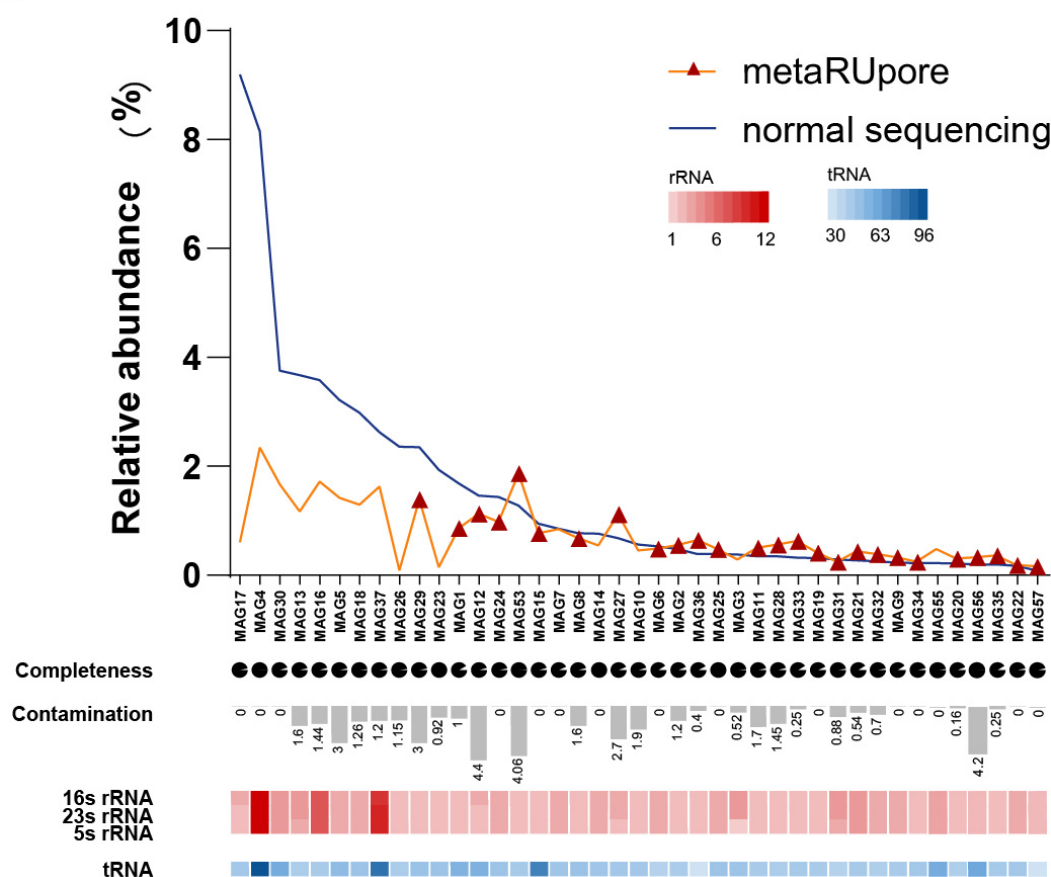 10
8
6
4
2
0
Relative abundance (%)
metaRUpore
normal sequencing
rRNA
1 6 12
tRNA
30 63 96
MAG17 MAG4 MAG30 MAG13 MAG16 MAG5 MAG18 MAG37 MAG26 MAG29 MAG23 MAG1 MAG12 MAG24 MAG53 MAG15 MAG7 MAG8 MAG14 MAG27 MAG10 MAG6 MAG2 MAG36 MAG25 MAG3 MAG11 MAG28 MAG33 MAG19 MAG31 MAG21 MAG32 MAG9 MAG34 MAG55 MAG20 MAG56 MAG35 MAG22 MAG57
Completeness
Contamination
0 0 0 1.6 1.44 3 1.26 1.2 1.15 3 0.92 1 4.4 0 4.06 0 0 1.6 0 2.7 1.9 0 1.2 0.4 0 0.52 1.7 1.45 0.25 0 0.88 0.54 0.7 0 0 0 0.16 4.2 0.25 0 0
16s rRNA
23s rRNA
5s rRNA
tRNA